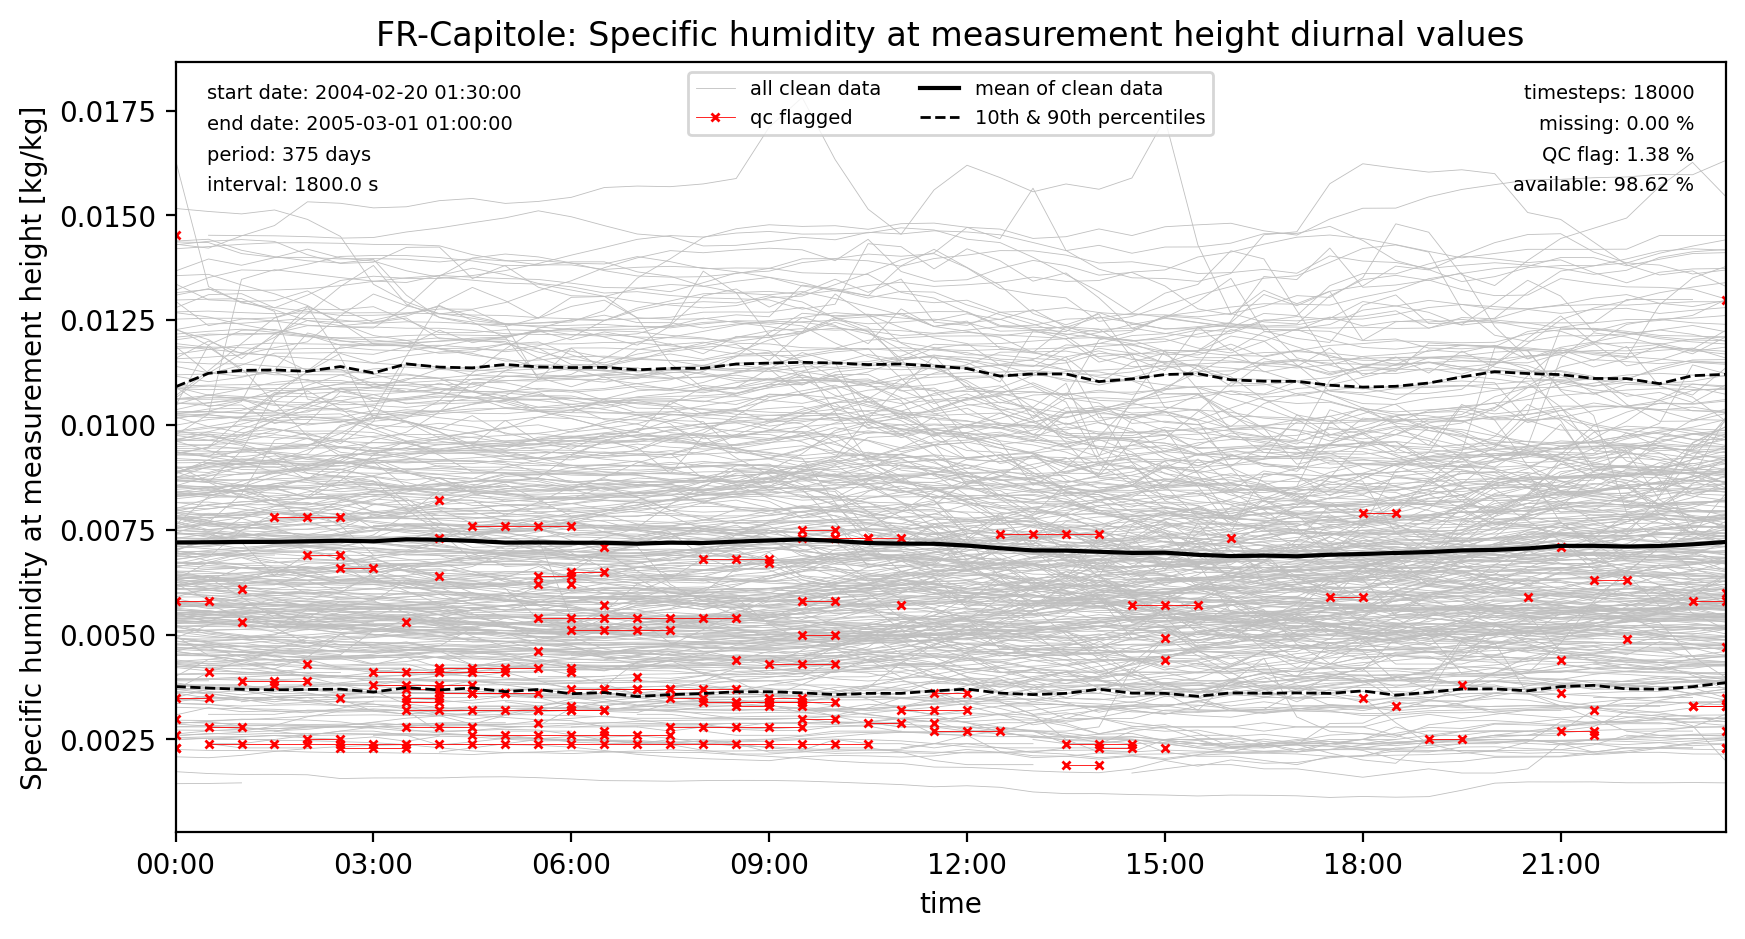 FR-Capitole: Specific humidity at measurement height diurnal values
start date: 2004-02-20 01:30:00
end date: 2005-03-01 01:00:00
period: 375 days
interval: 1800.0 s
all clean data
qc flagged
mean of clean data
10th & 90th percentiles
timesteps: 18000
missing: 0.00 %
QC flag: 1.38 %
available: 98.62 %
Specific humidity at measurement height [kg/kg]
0.0175
0.0150
0.0125
0.0100
0.0075
0.0050
0.0025
00:00
03:00
06:00
09:00
12:00
15:00
18:00
21:00
time